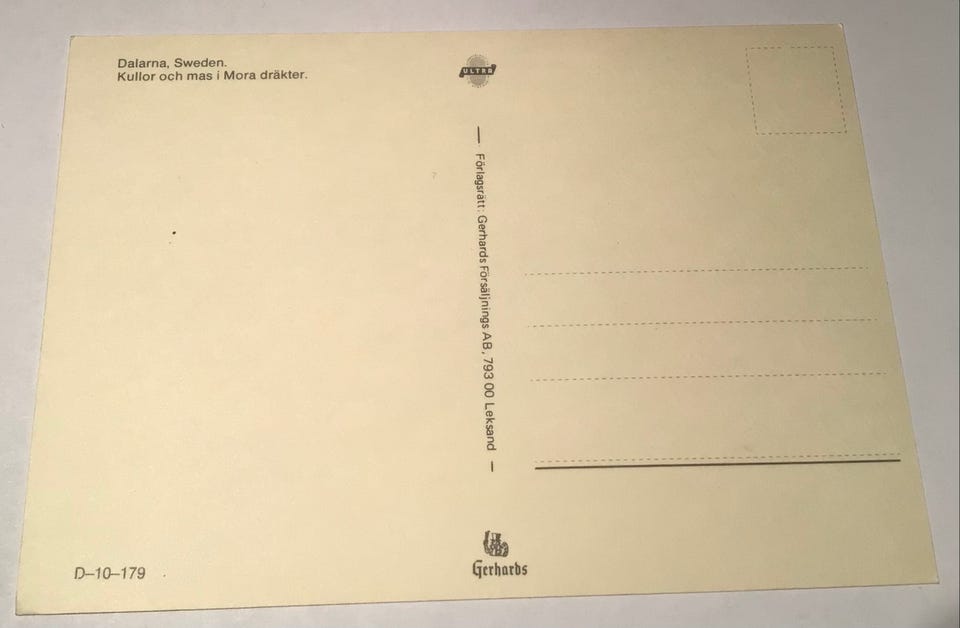 Dalarna, Sweden.
Kullor och mas i Mora dräkter.
ULTRA
— Förlagsrätt: Gerhards Försäljnings AB, 793 00 Leksand —
D–10–179
Gerhards